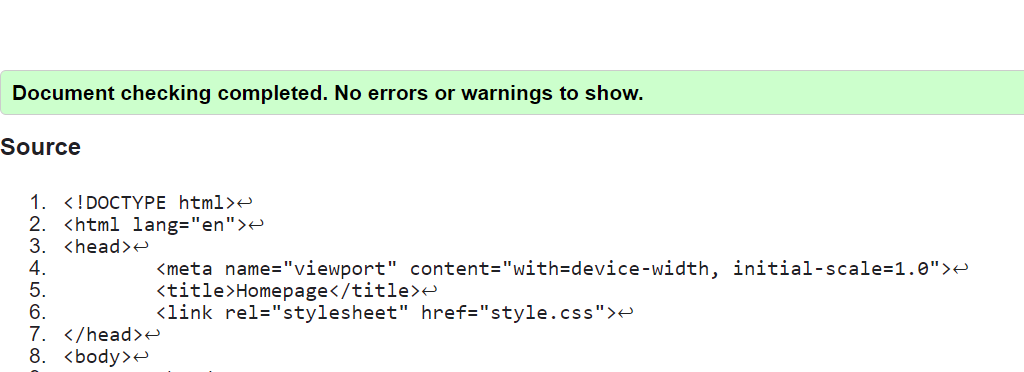 Document checking completed. No errors or warnings to show.
Source
1. <!DOCTYPE html>↩
2. <html lang="en">↩
3. <head>↩
4. <meta name="viewport" content="with=device-width, initial-scale=1.0">↩
5. <title>Homepage</title>↩
6. <link rel="stylesheet" href="style.css">↩
7. </head>↩
8. <body>↩